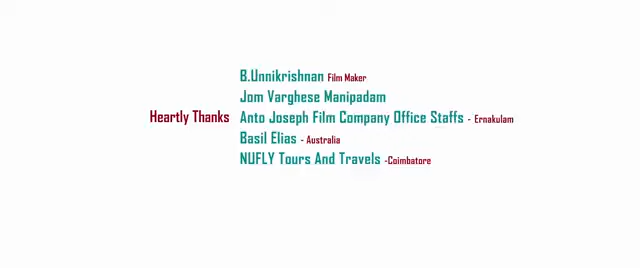 B.Unnikrishnan Film Maker
Jom Varghese Manipadam
Heartly Thanks Anto Joseph Film Company Office Staffs - Ernakulam
Basil Elias - Australia
NUFLY Tours And Travels -Coimbatore